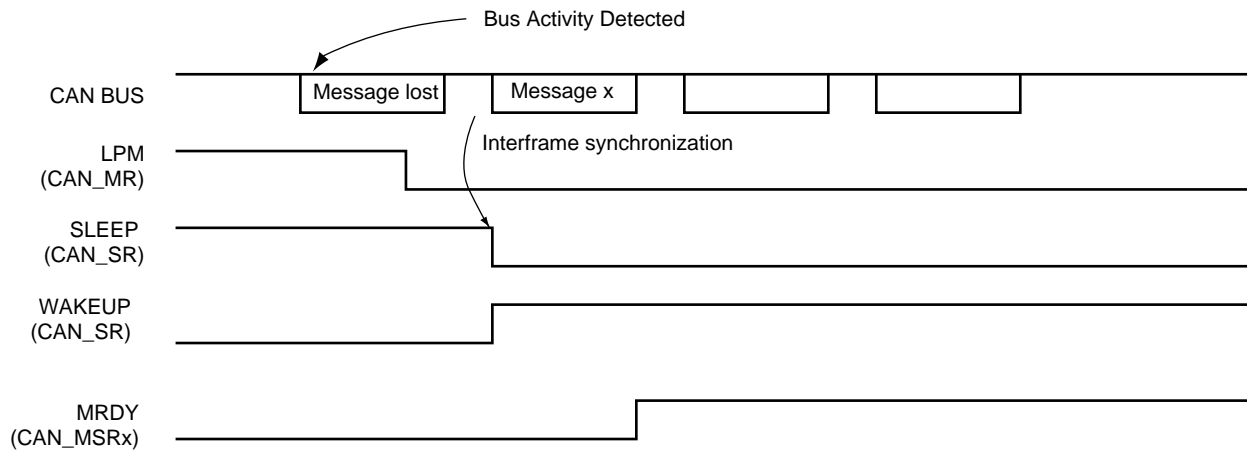 Bus Activity Detected
CAN BUS
Message lost
Message x
Interframe synchronization
LPM
(CAN_MR)
SLEEP
(CAN_SR)
WAKEUP
(CAN_SR)
MRDY
(CAN_MSRx)